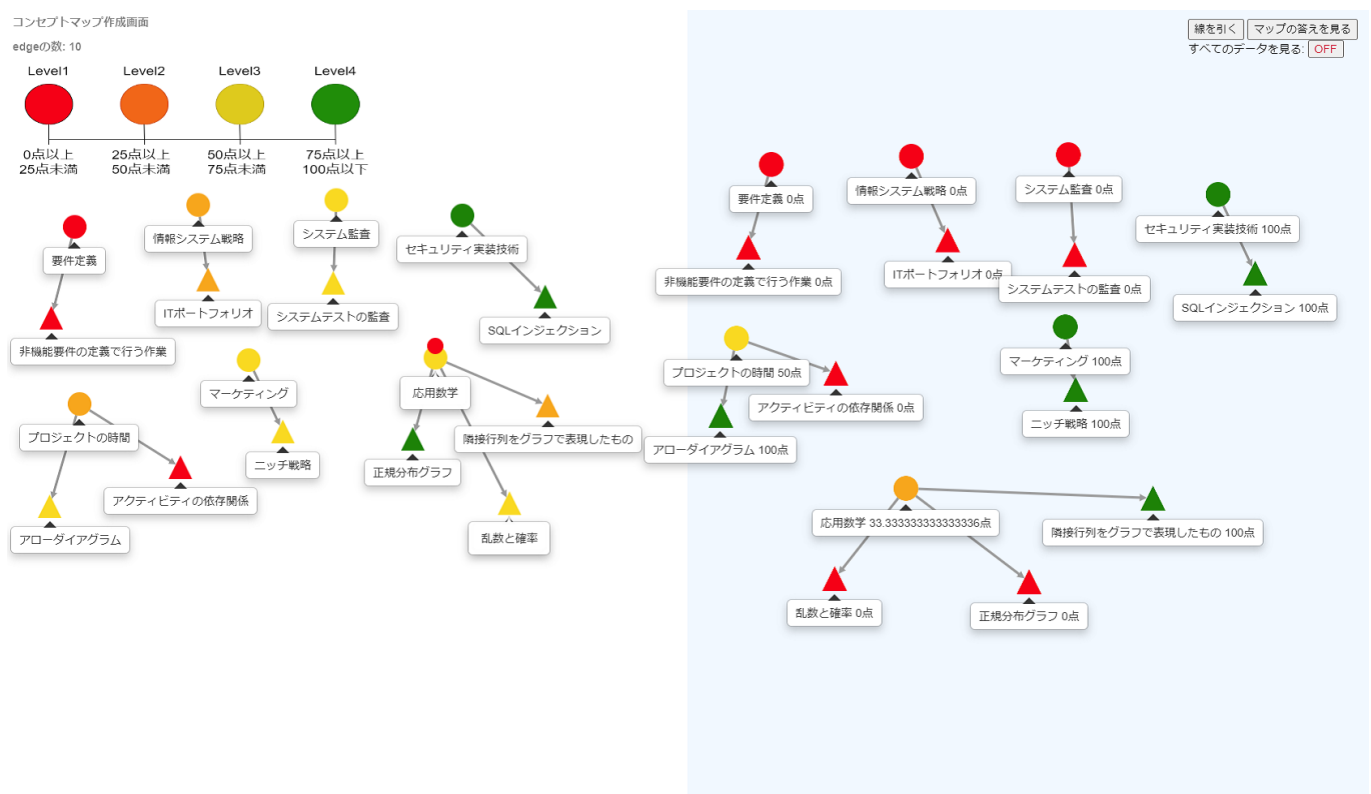 コンセプトマップ作成画面
edgeの数: 10
Level1 Level2 Level3 Level4
0点以上 25点以上 50点以上 75点以上
25点未満 50点未満 75点未満 100点以下
要件定義
情報システム戦略
システム監査
セキュリティ実装技術
非機能要件の定義で行う作業
ITポートフォリオ
システムテストの監査
SQLインジェクション
プロジェクトの時間
マーケティング
応用数学
隣接行列をグラフで表現したもの
アローダイアグラム
アクティビティの依存関係
ニッチ戦略
正規分布グラフ
乱数と確率
線を引く マップの答えを見る
すべてのデータを見る: OFF
要件定義 0点
情報システム戦略 0点
システム監査 0点
セキュリティ実装技術 100点
非機能要件の定義で行う作業 0点
ITポートフォリオ 0点
システムテストの監査 0点
SQLインジェクション 100点
プロジェクトの時間 50点
マーケティング 100点
アクティビティの依存関係 0点
ニッチ戦略 100点
アローダイアグラム 100点
応用数学 33.333333333333336点
隣接行列をグラフで表現したもの 100点
乱数と確率 0点
正規分布グラフ 0点